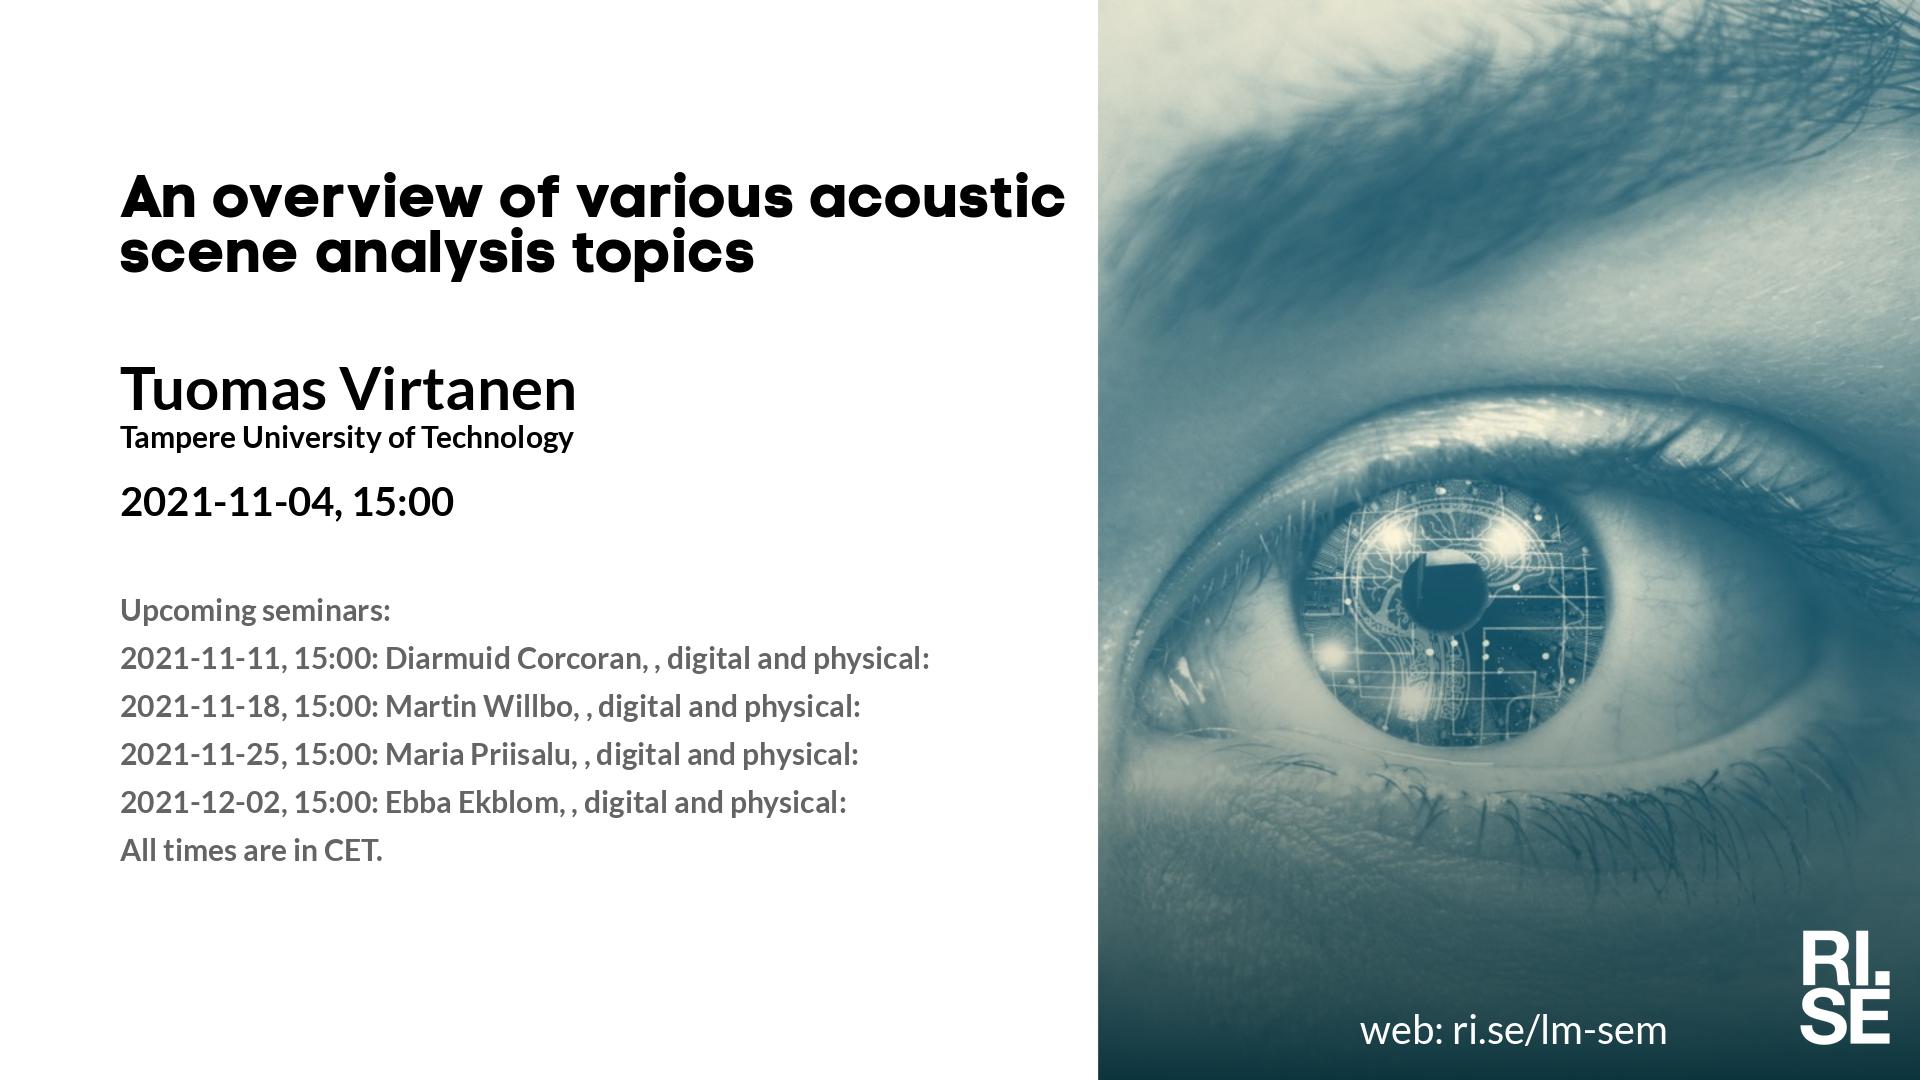 An overview of various acoustic
scene analysis topics
Tuomas Virtanen
Tampere University of Technology
2021-11-04, 15:00
Upcoming seminars:
2021-11-11, 15:00: Diarmuid Corcoran, , digital and physical:
2021-11-18, 15:00: Martin Willbo, , digital and physical:
2021-11-25, 15:00: Maria Priisalu, , digital and physical:
2021-12-02, 15:00: Ebba Ekblom, , digital and physical:
All times are in CET.
web: ri.se/lm-sem
RI.
SE